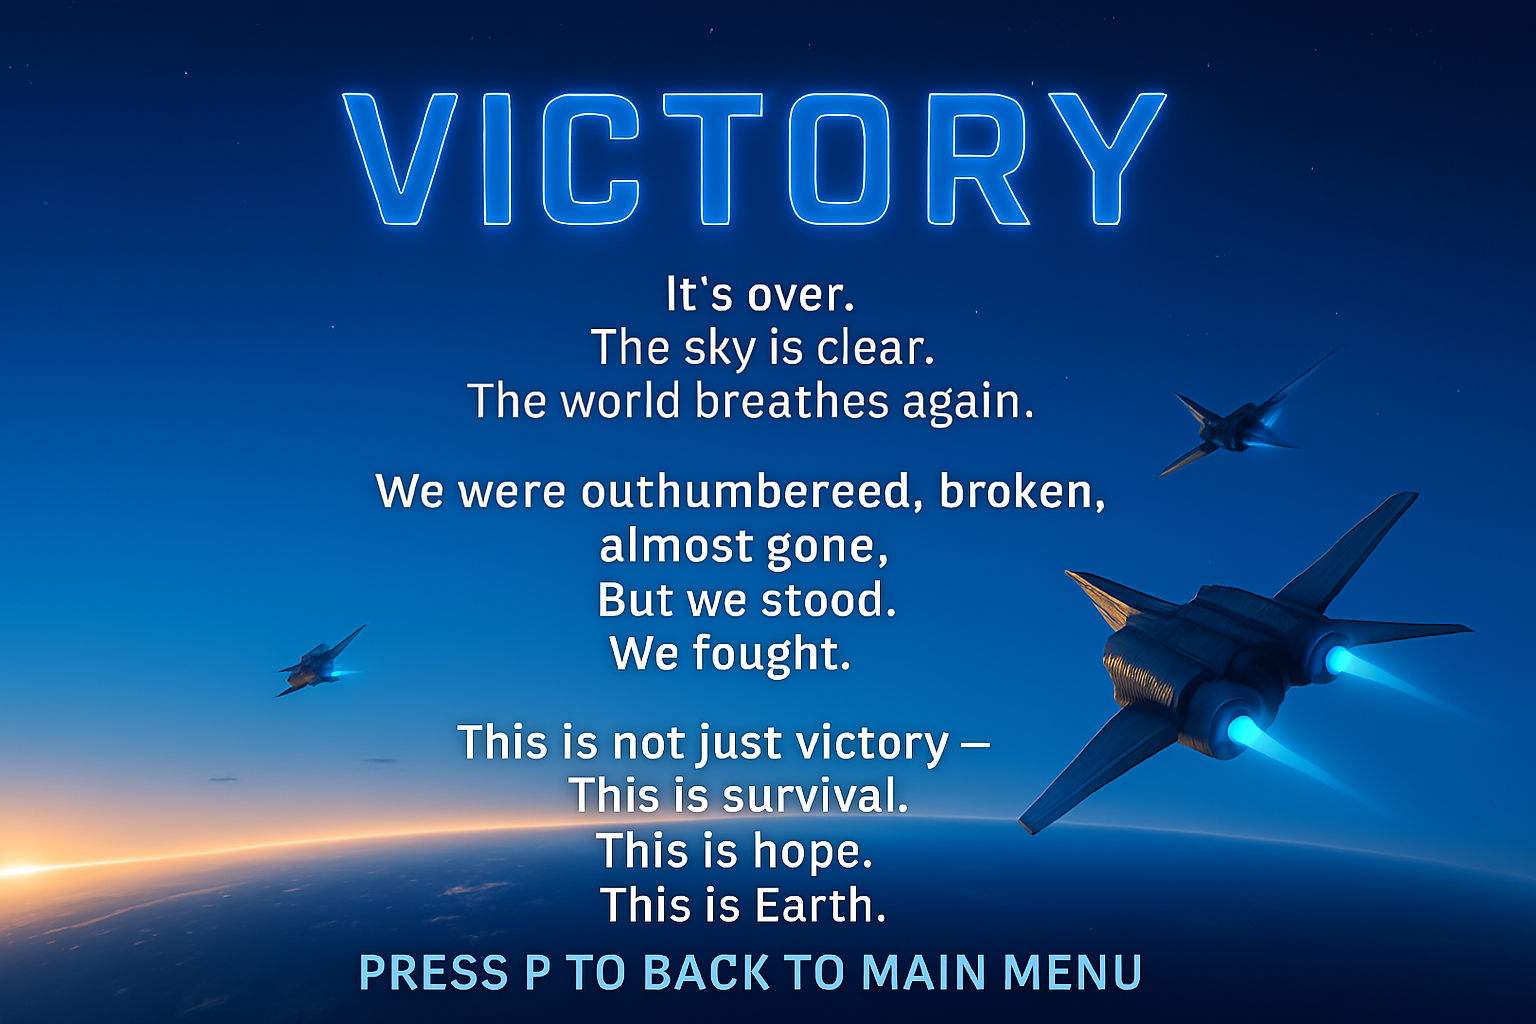 VICTORY
It's over.
The sky is clear.
The world breathes again.
We were outhumbereed, broken,
almost gone,
But we stood.
We fought.
This is not just victory –
This is survival.
This is hope.
This is Earth.
PRESS P TO BACK TO MAIN MENU